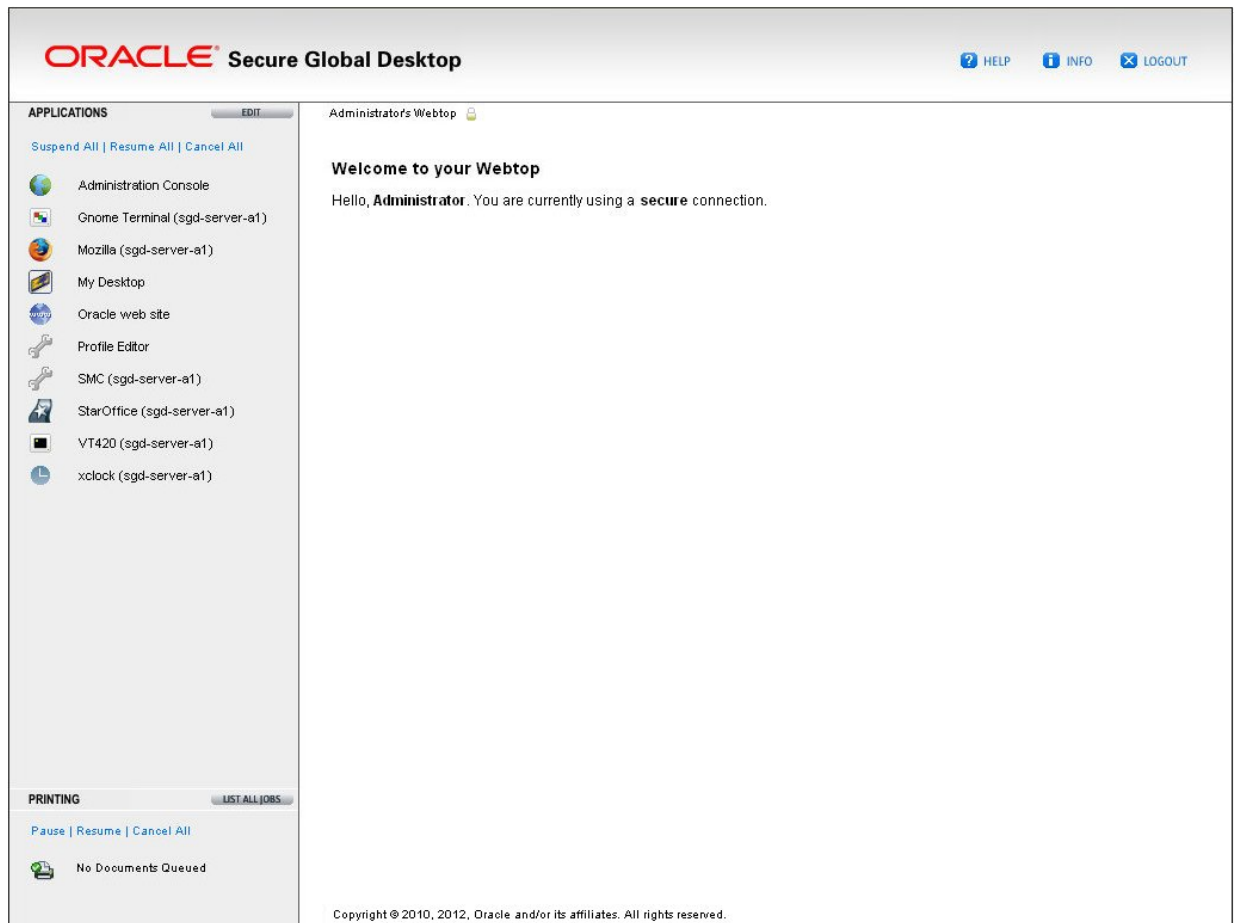 ORACLE® Secure Global Desktop
HELP INFO LOGOUT
APPLICATIONS EDIT
Suspend All | Resume All | Cancel All
Administration Console
Gnome Terminal (sgd-server-a1)
Mozilla (sgd-server-a1)
My Desktop
Oracle web site
Profile Editor
SMC (sgd-server-a1)
StarOffice (sgd-server-a1)
VT420 (sgd-server-a1)
xclock (sgd-server-a1)
PRINTING LIST ALL JOBS
Pause | Resume | Cancel All
No Documents Queued
Administrator's Webtop
Welcome to your Webtop
Hello, Administrator. You are currently using a secure connection.
Copyright © 2010, 2012, Oracle and/or its affiliates. All rights reserved.